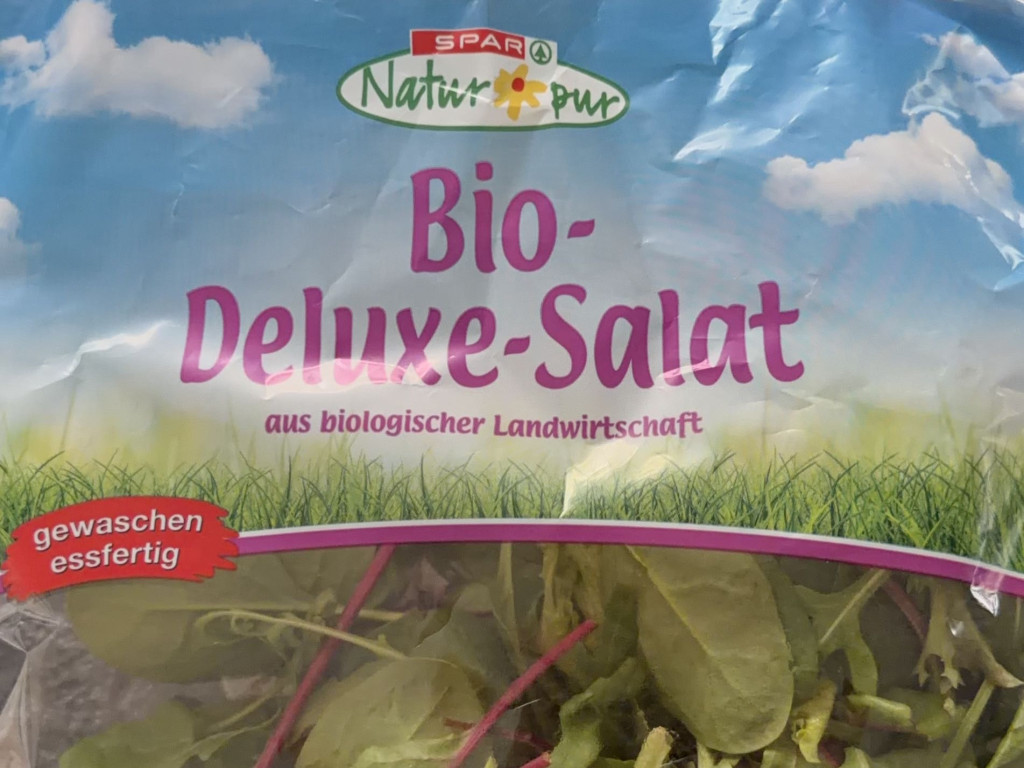 SPAR
Natur pur
Bio-
Deluxe-Salat
aus biologischer Landwirtschaft
gewaschen
essfertig